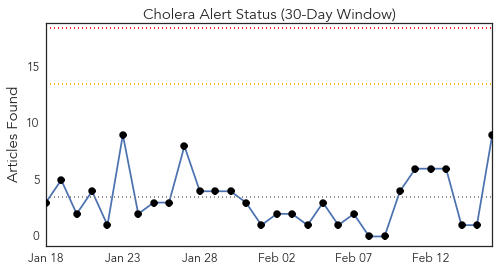 Cholera Alert Status (30-Day Window)
Articles Found
15
10
5
0
Jan 18 Jan 23 Jan 28 Feb 02 Feb 07 Feb 12